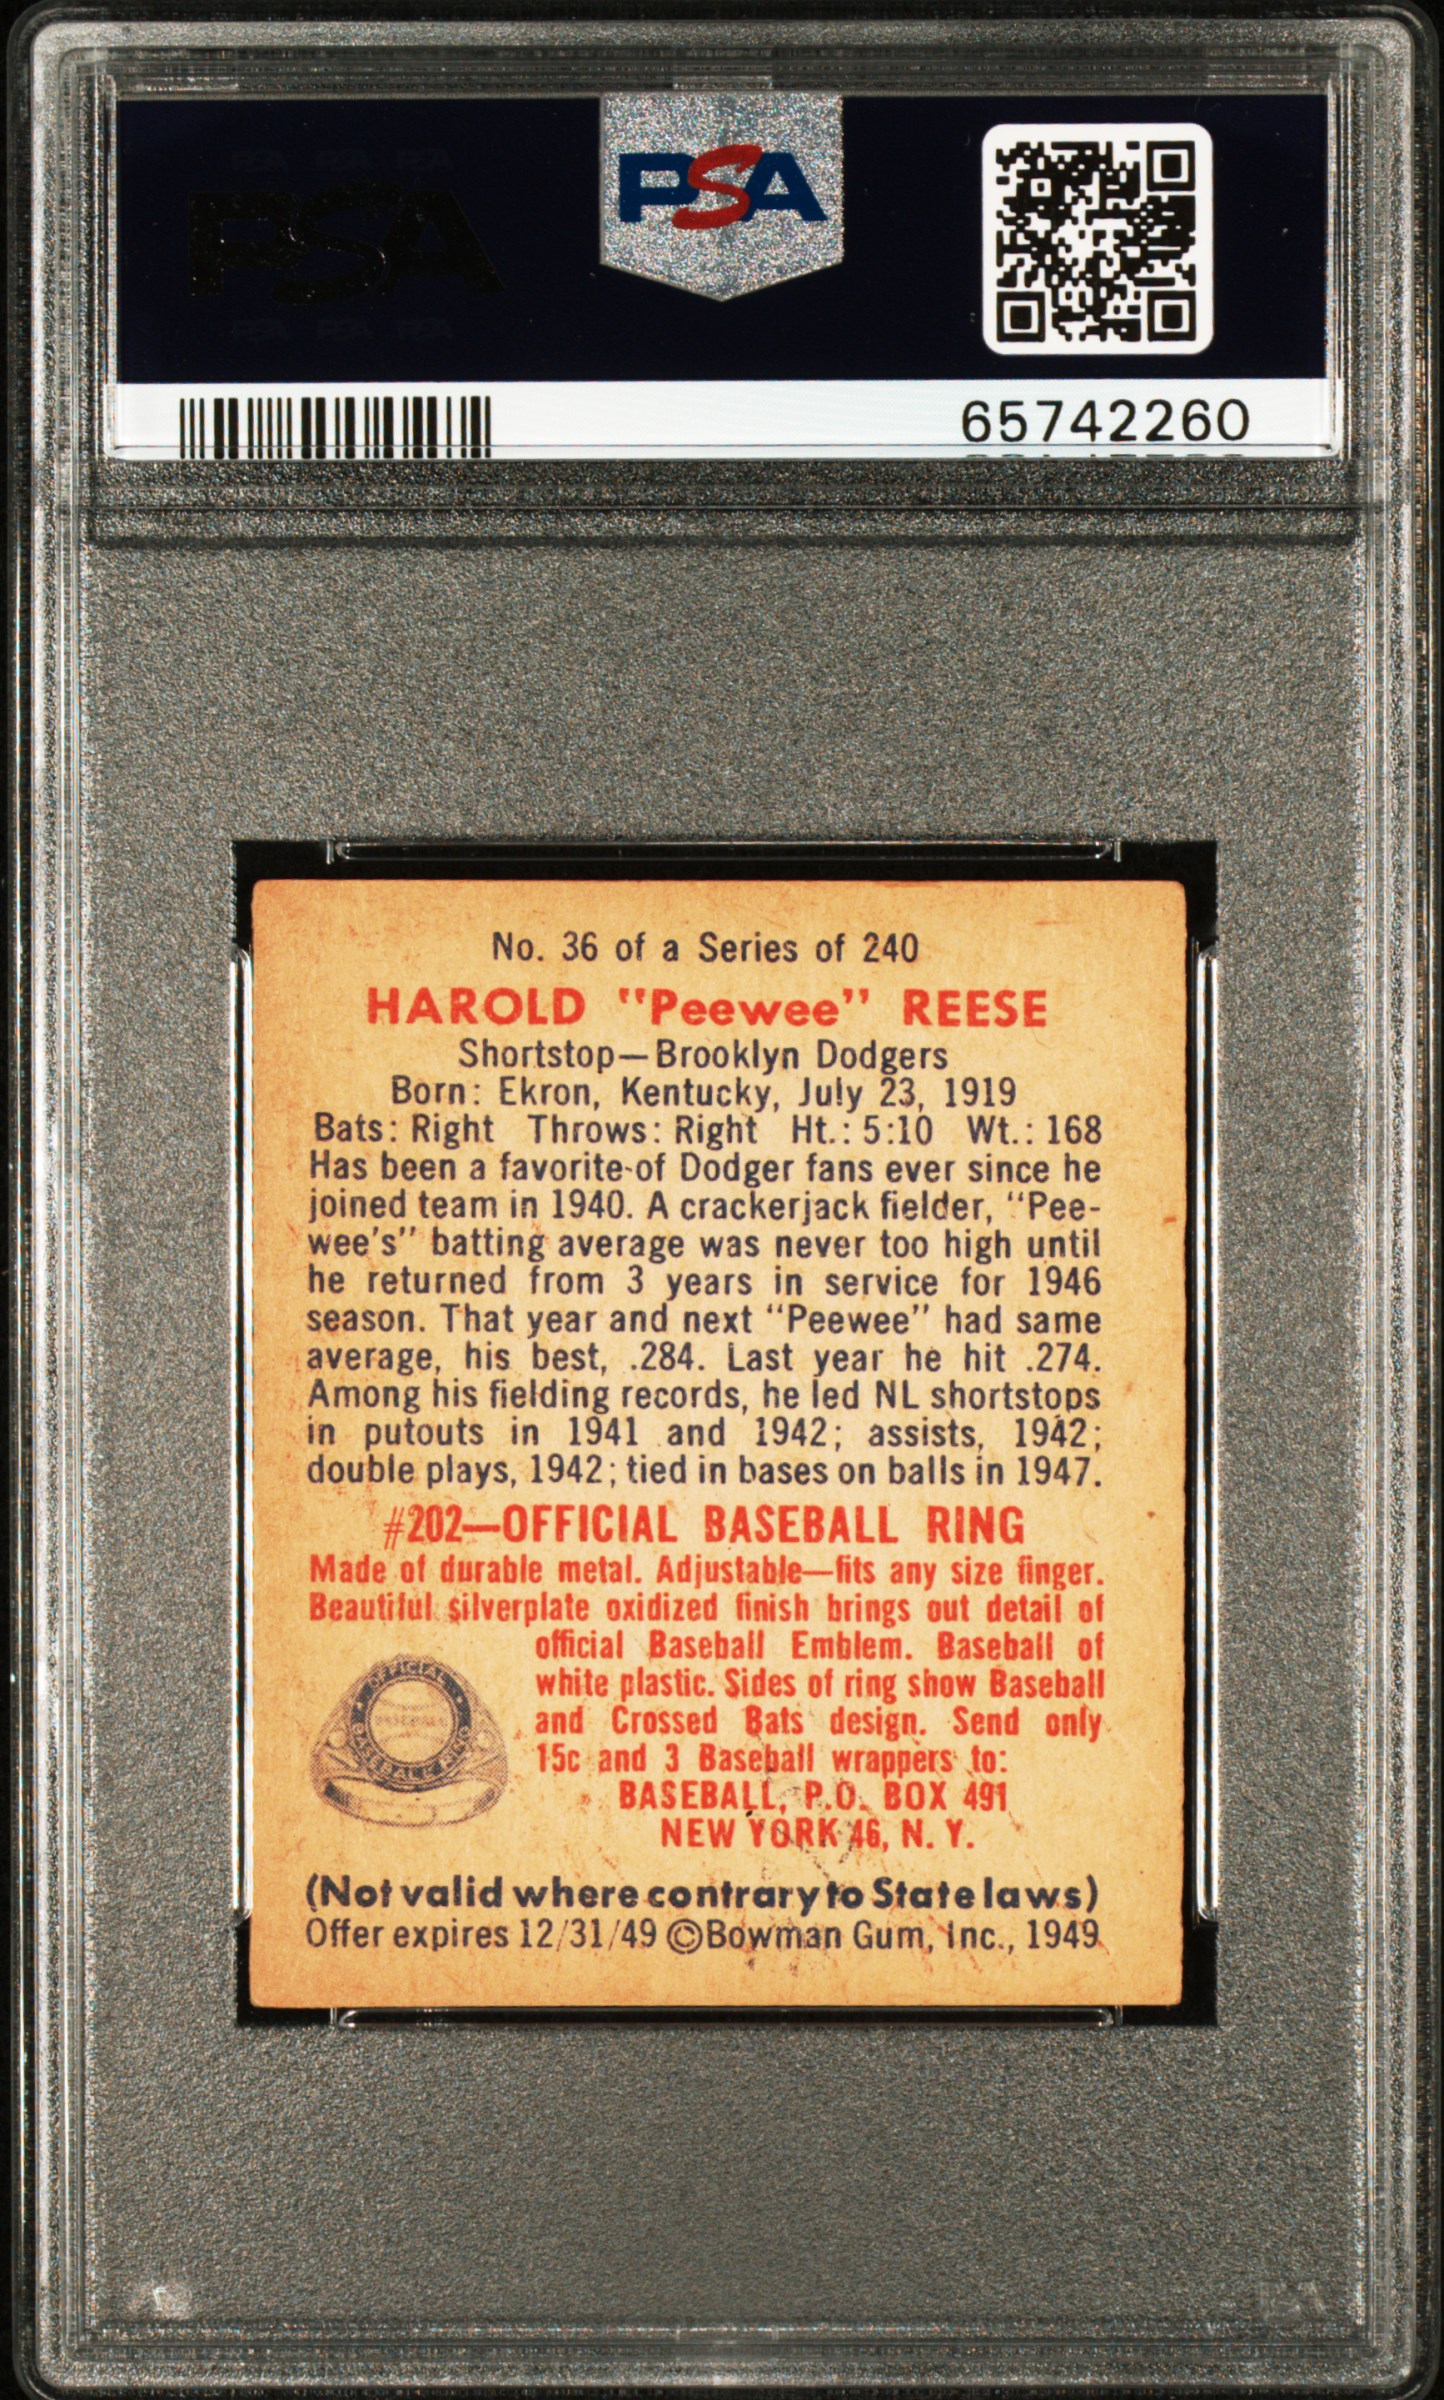 PSA
PSA
65742260
No. 36 of a Series of 240
HAROLD "Peewee" REESE
Shortstop—Brooklyn Dodgers
Born: Ekron, Kentucky, July 23, 1919
Bats: Right Throws: Right Ht.: 5:10 Wt.: 168
Has been a favorite-of Dodger fans ever since he
joined team in 1940. A crackerjack fielder, "Pee-
wee's" batting average was never too high until
he returned from 3 years in service for 1946
season. That year and next "Peewee" had same
average, his best, .284. Last year he hit .274.
Among his fielding records, he led NL shortstops
in putouts in 1941 and 1942; assists, 1942;
double plays, 1942; tied in bases on balls in 1947.
#202—OFFICIAL BASEBALL RING
Made of durable metal. Adjustable—fits any size finger.
Beautiful silverplate oxidized finish brings out detail of
official Baseball Emblem. Baseball of
white plastic. Sides of ring show Baseball
and Crossed Bats design. Send only
15c and 3 Baseball wrappers to:
BASEBALL, P.O. BOX 491
NEW YORK 46, N. Y.
OFFICIAL
BASEBALL RING
(Not valid where contrary to State laws)
Offer expires 12/31/49 ©Bowman Gum, Inc., 1949